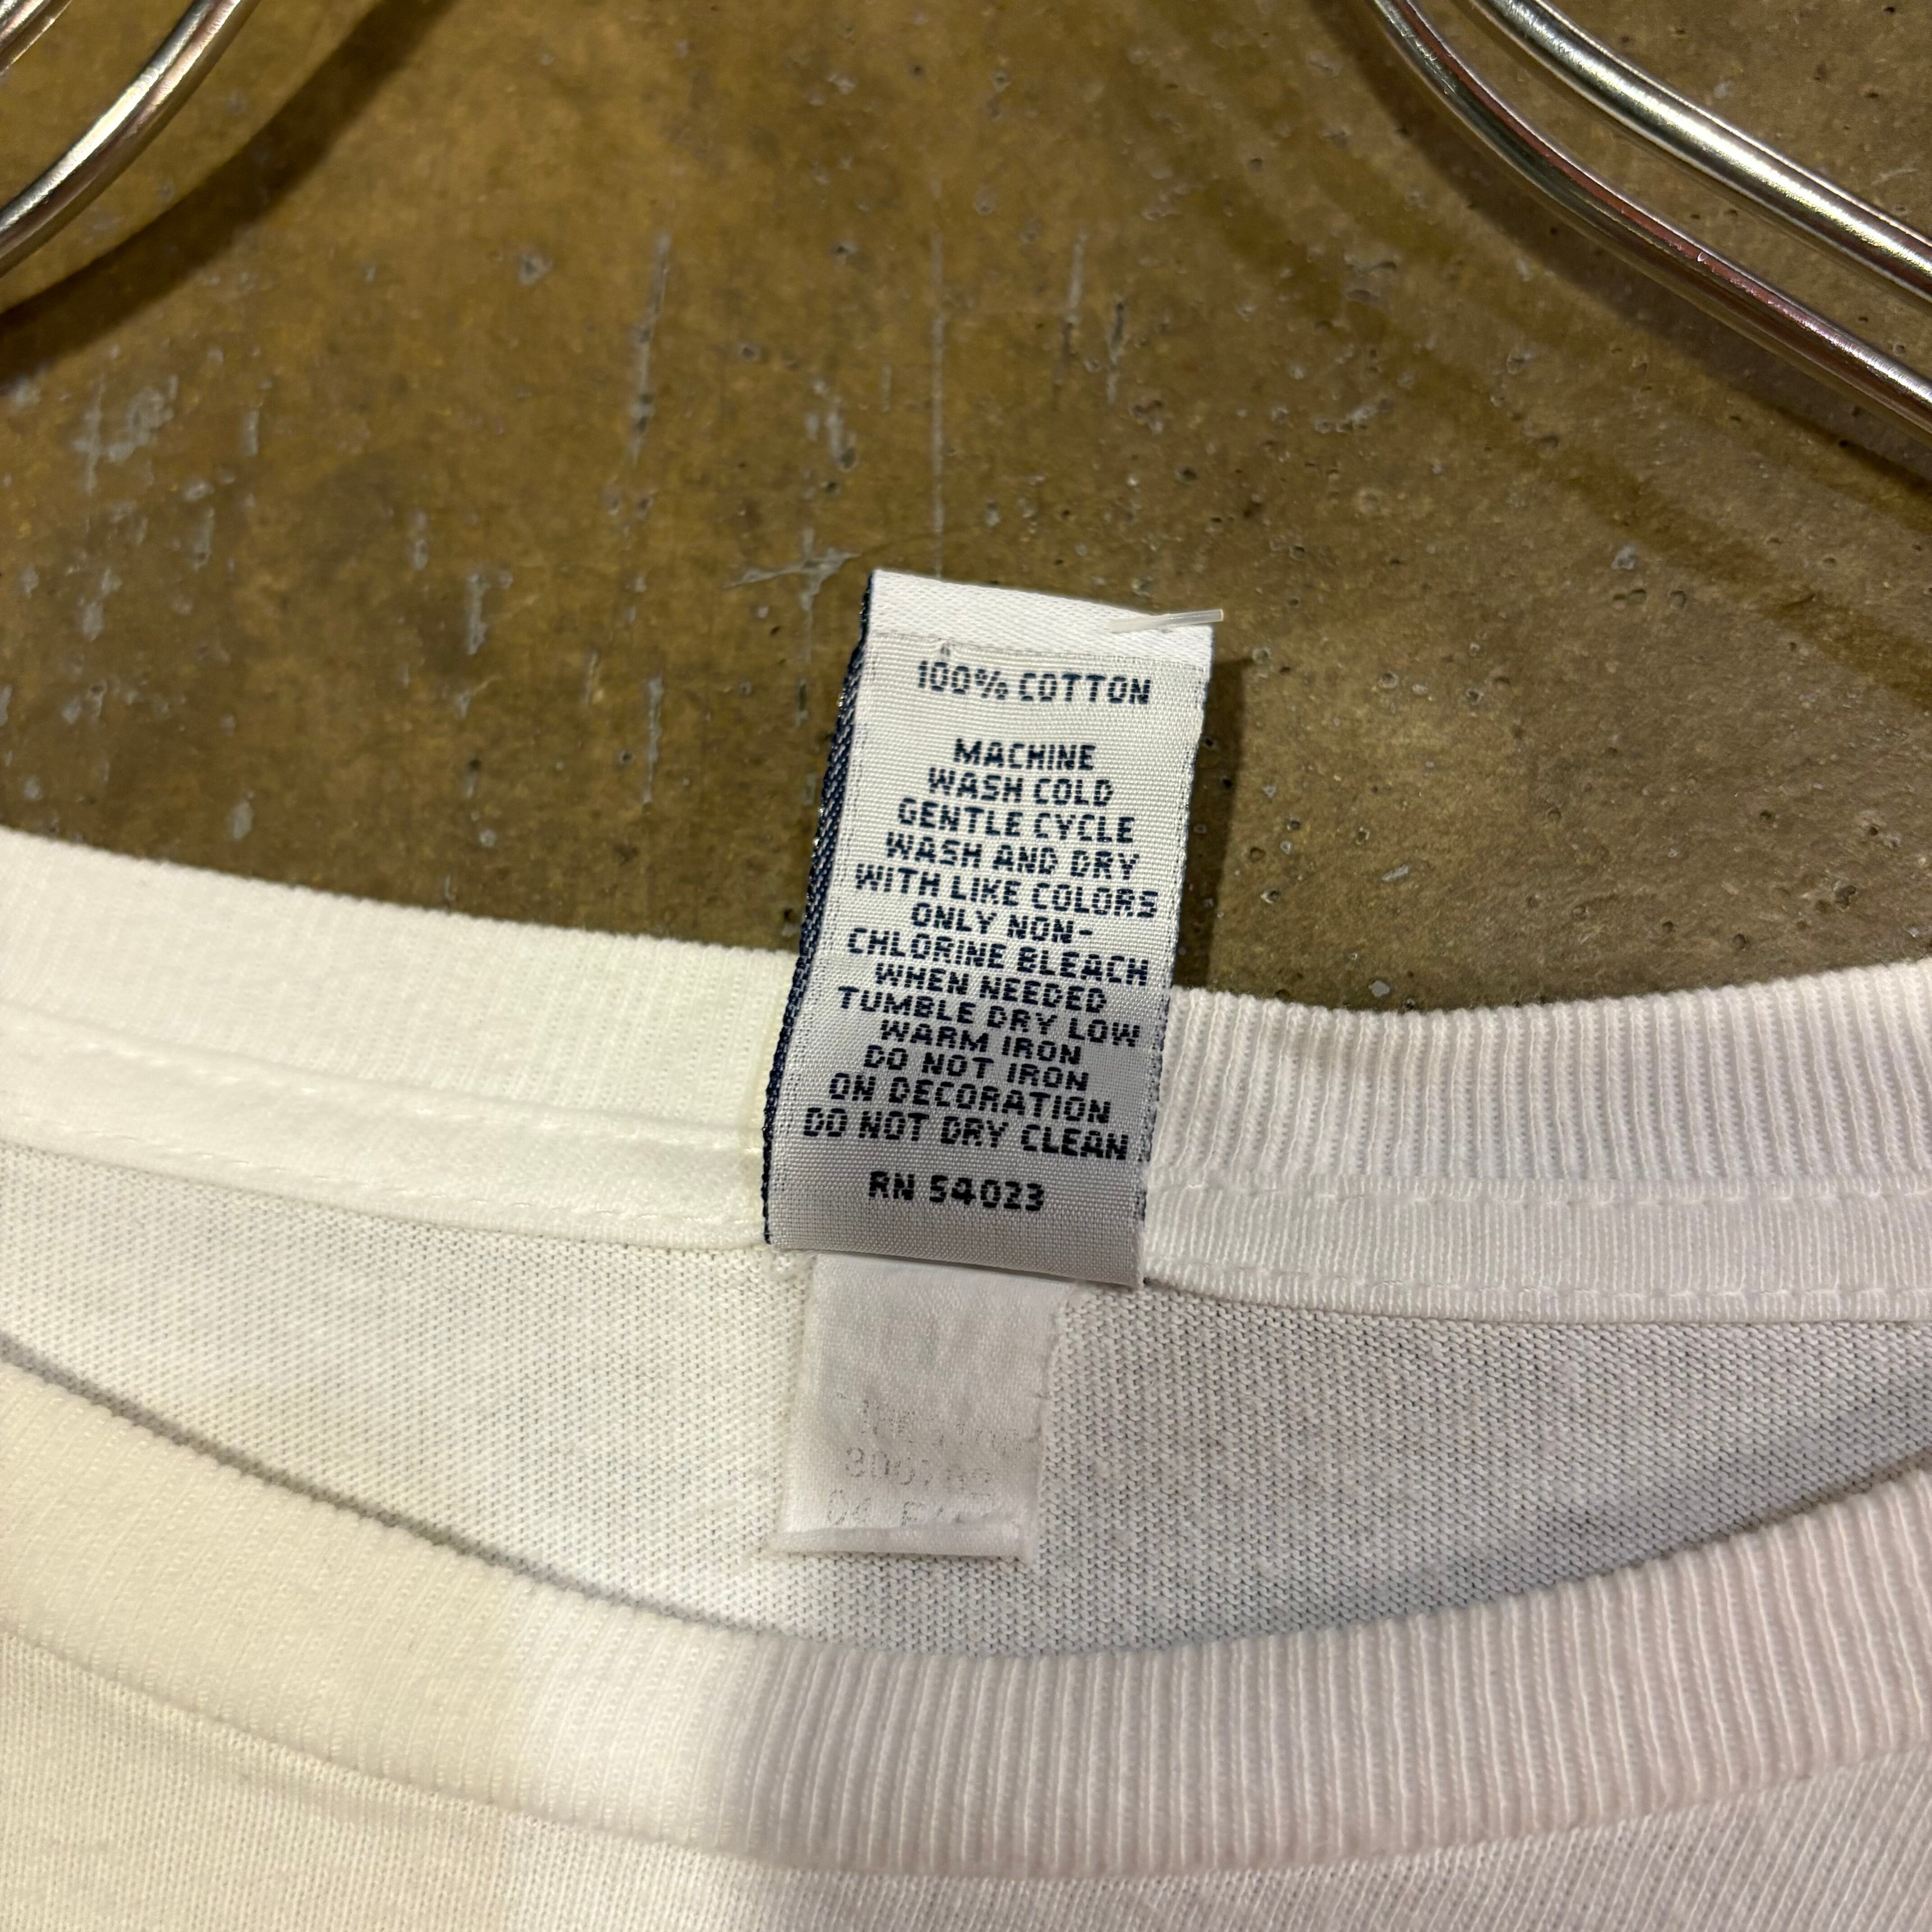 100% COTTON
MACHINE
WASH COLD
GENTLE CYCLE
WASH AND DRY
WITH LIKE COLORS
ONLY NON-
CHLORINE BLEACH
WHEN NEEDED
TUMBLE DRY LOW
WARM IRON
DO NOT IRON
ON DECORATION
DO NOT DRY CLEAN
RN 54023